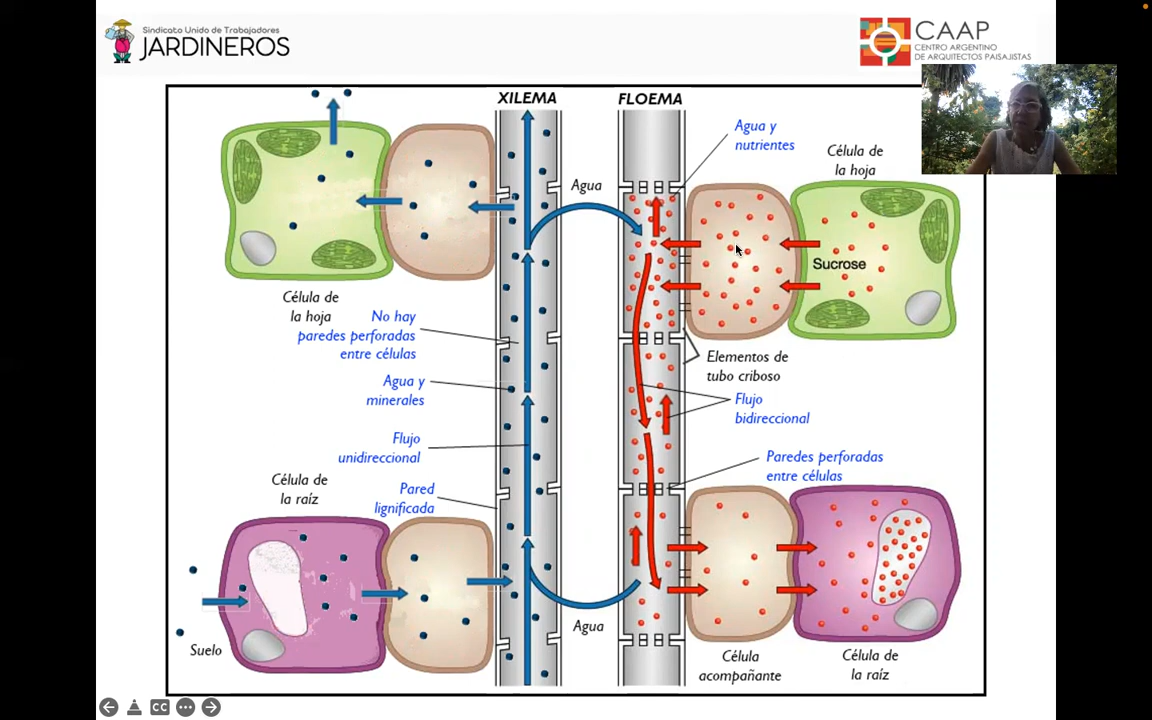 Sindicato Unido de Trabajadores
JARDINEROS
CAAP
CENTRO ARGENTINO
DE ARQUITECTOS PAISAJISTAS
XILEMA
FLOEMA
Agua y
nutrientes
Célula de
la hoja
Agua
Sucrose
Célula de
la hoja
No hay
paredes perforadas
entre células
Elementos de
tubo criboso
Agua y
minerales
Flujo
bidireccional
Flujo
unidireccional
Paredes perforadas
entre células
Célula de
la raíz
Pared
lignificada
Suelo
Agua
Célula
acompañante
Célula de
la raíz
CC